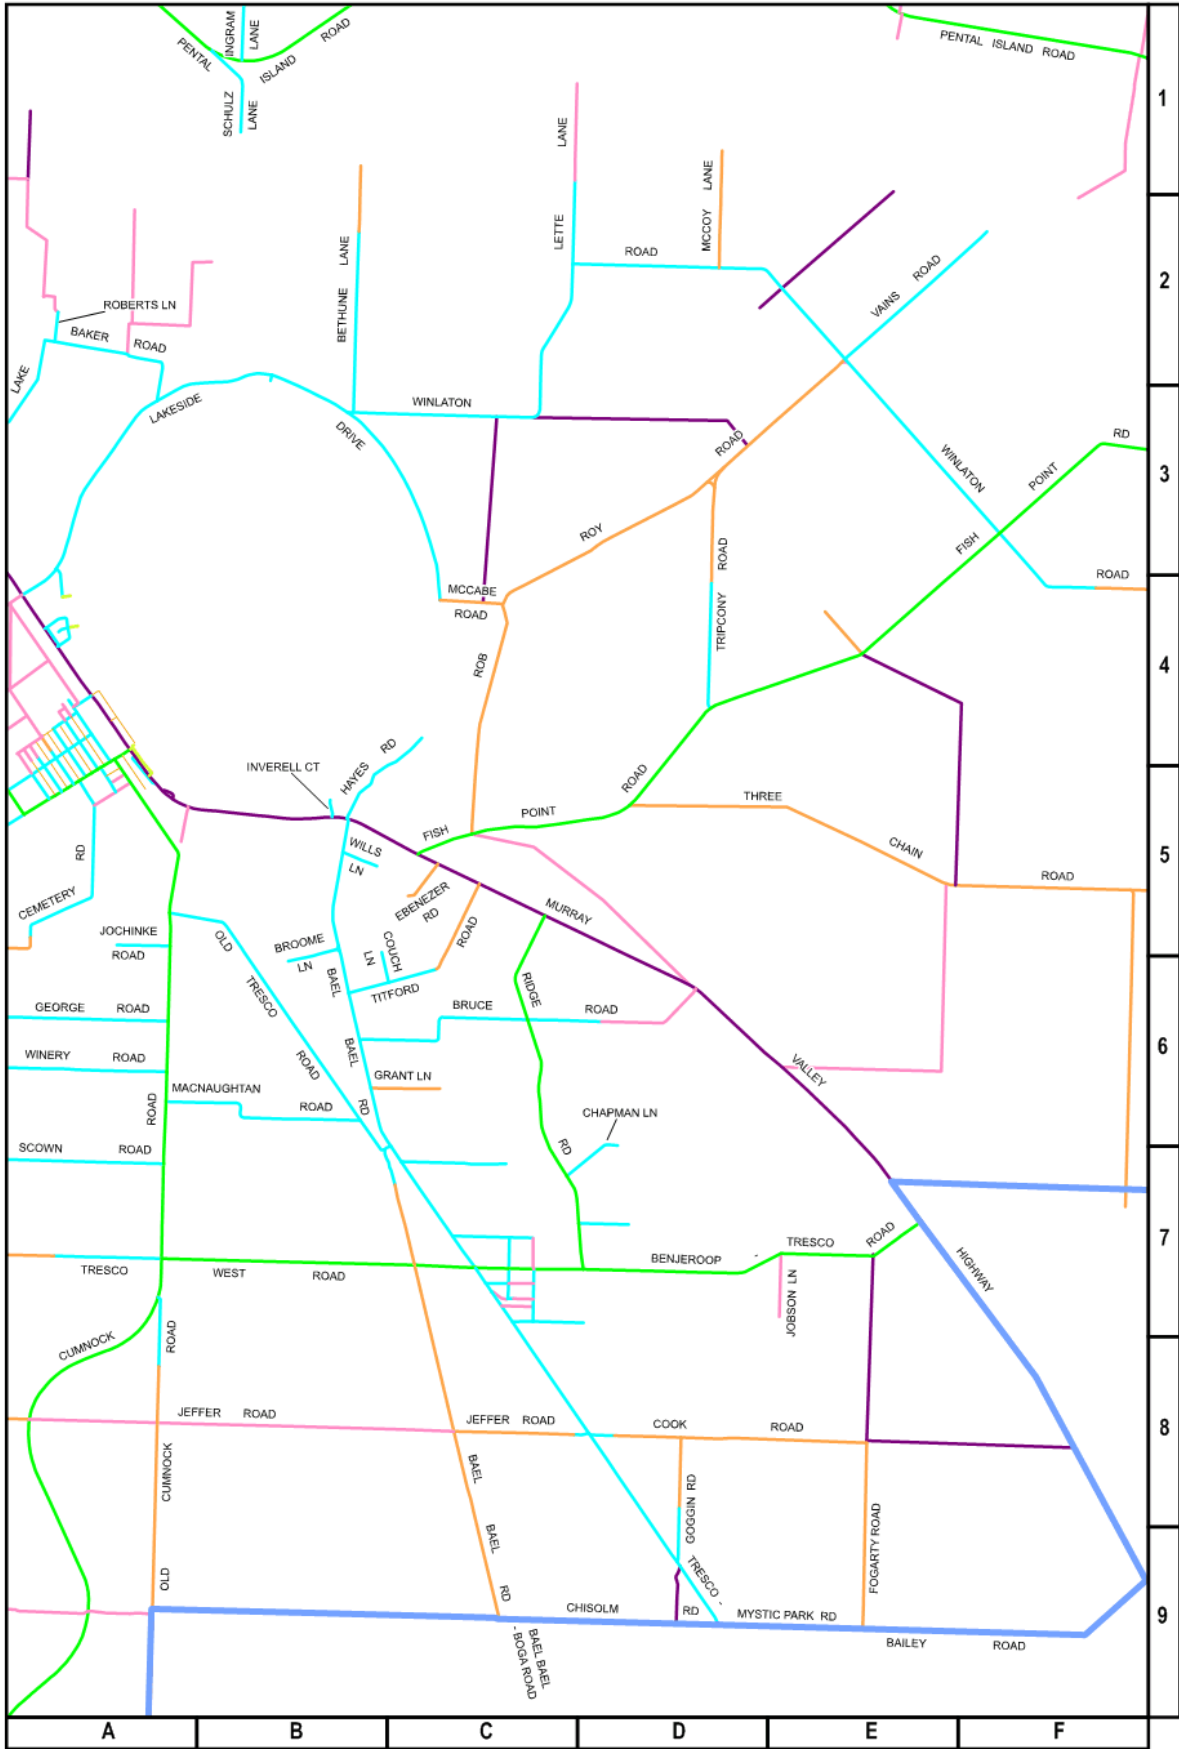 INGRAM LANE
PENTAL ISLAND ROAD
PENTAL ISLAND ROAD
SCHULZ LANE
1
LETTE LANE
MCCOY LANE
ROAD
BETHUNE LANE
VAINS ROAD
2
ROBERTS LN
BAKER ROAD
LAKE
LAKESIDE DRIVE
WINLATON
ROAD
WINLATON
RD
POINT
FISH
3
ROY
TRIPCONY ROAD
ROAD
MCCABE
ROAD
ROB
4
INVERELL CT
HAYES RD
ROAD
THREE
POINT
FISH
CHAIN
ROAD
5
WILLS
LN
RD
CEMETERY
EBENEZER
RD
MURRAY
JOCHINKE
ROAD
OLD
BROOME
LN
COUCH
LN
ROAD
TITFORD
BAEL
TRESCO
RIDGE
GEORGE ROAD
BRUCE ROAD
6
WINERY ROAD
ROAD
BAEL
GRANT LN
VALLEY
MACNAUGHTAN
ROAD
RD
ROAD
CHAPMAN LN
RD
SCOWN ROAD
7
TRESCO WEST ROAD
BENJEROOP - TRESCO ROAD
HIGHWAY
JOBSON LN
CUMNOCK
ROAD
JEFFER ROAD
JEFFER ROAD
COOK ROAD
8
CUMNOCK
BAEL
GOGGIN RD
BAEL
FOGARTY ROAD
OLD
RD
TRESCO -
CHISOLM RD
MYSTIC PARK RD
9
BAILEY ROAD
BAEL BAEL
- BOGA ROAD
A B C D E F